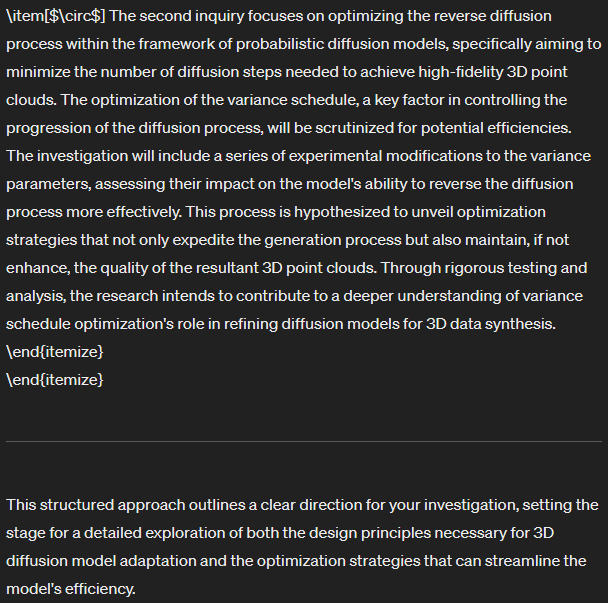 \item[$\circ$] The second inquiry focuses on optimizing the reverse diffusion
process within the framework of probabilistic diffusion models, specifically aiming to
minimize the number of diffusion steps needed to achieve high-fidelity 3D point
clouds. The optimization of the variance schedule, a key factor in controlling the
progression of the diffusion process, will be scrutinized for potential efficiencies.
The investigation will include a series of experimental modifications to the variance
parameters, assessing their impact on the model's ability to reverse the diffusion
process more effectively. This process is hypothesized to unveil optimization
strategies that not only expedite the generation process but also maintain, if not
enhance, the quality of the resultant 3D point clouds. Through rigorous testing and
analysis, the research intends to contribute to a deeper understanding of variance
schedule optimization's role in refining diffusion models for 3D data synthesis.
\end{itemize}
\end{itemize}
This structured approach outlines a clear direction for your investigation, setting the
stage for a detailed exploration of both the design principles necessary for 3D
diffusion model adaptation and the optimization strategies that can streamline the
model's efficiency.